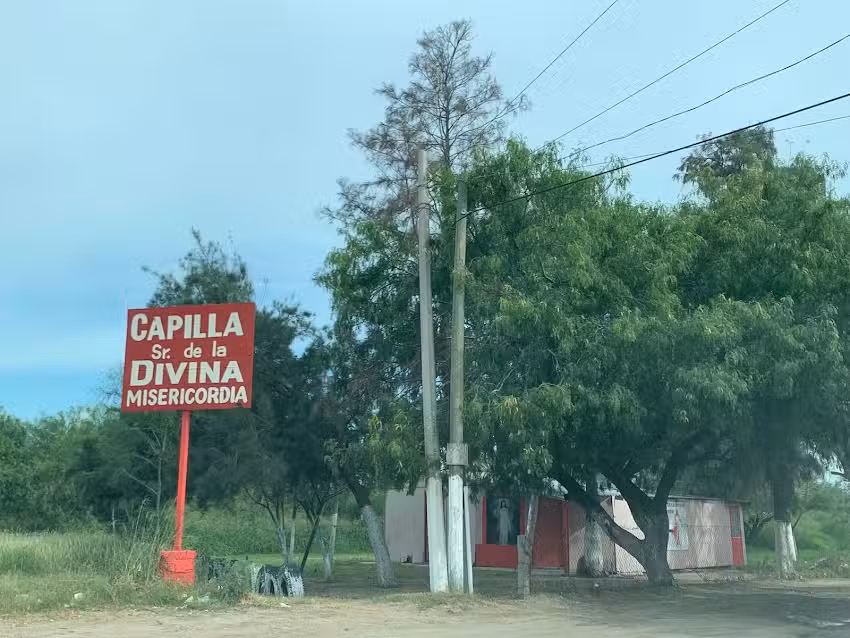 CAPILLA
Sr. de la
DIVINA
MISERICORDIA